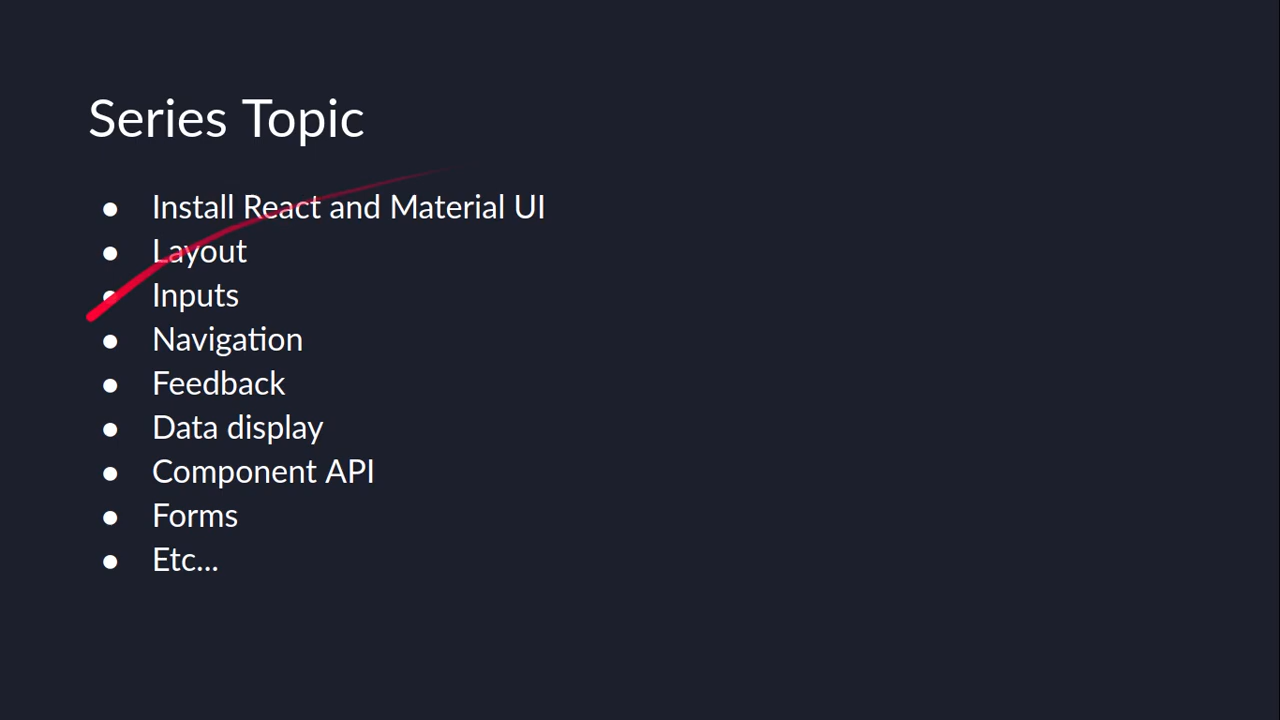 Series Topic
● Install React and Material UI
● Layout
● Inputs
● Navigation
● Feedback
● Data display
● Component API
● Forms
● Etc...